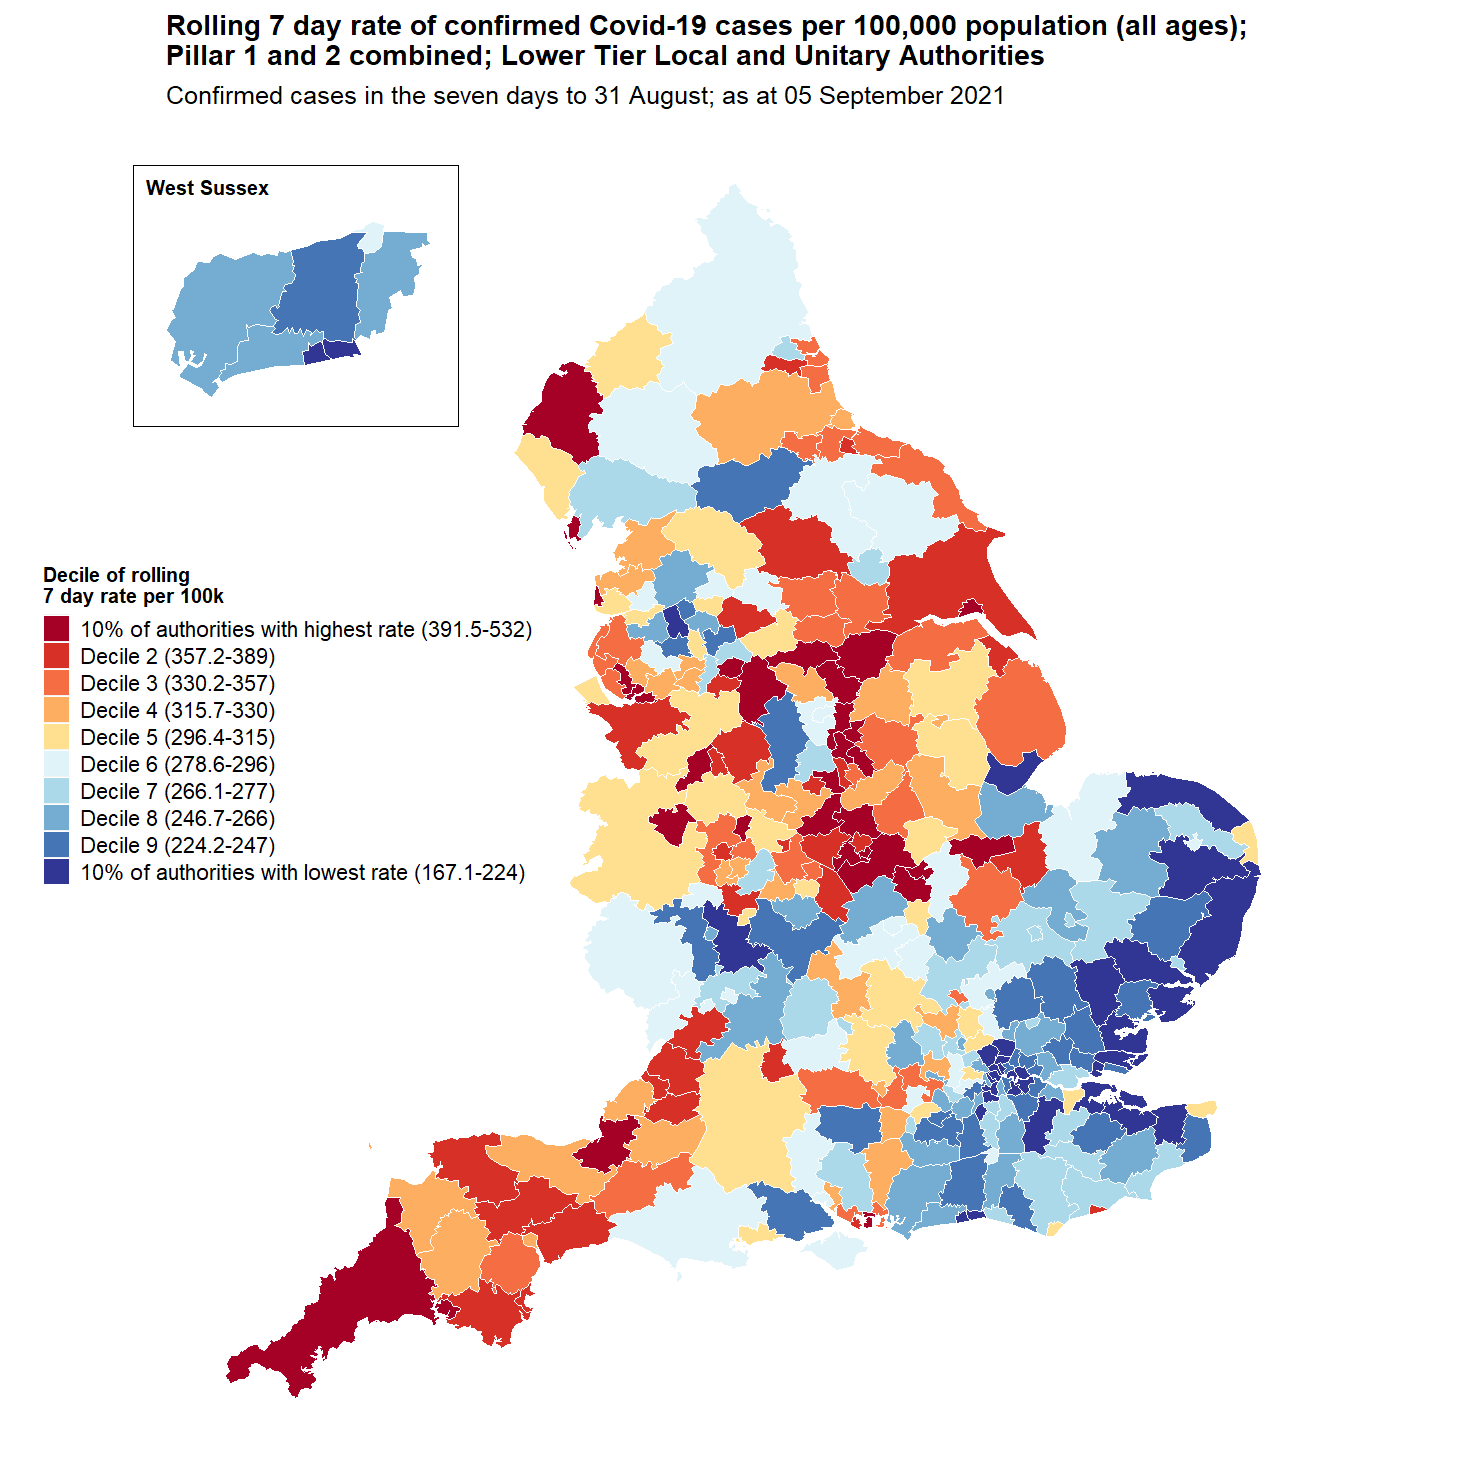 Rolling 7 day rate of confirmed Covid-19 cases per 100,000 population (all ages);
Pillar 1 and 2 combined; Lower Tier Local and Unitary Authorities
Confirmed cases in the seven days to 31 August; as at 05 September 2021
West Sussex
Decile of rolling
7 day rate per 100k
10% of authorities with highest rate (391.5-532)
Decile 2 (357.2-389)
Decile 3 (330.2-357)
Decile 4 (315.7-330)
Decile 5 (296.4-315)
Decile 6 (278.6-296)
Decile 7 (266.1-277)
Decile 8 (246.7-266)
Decile 9 (224.2-247)
10% of authorities with lowest rate (167.1-224)